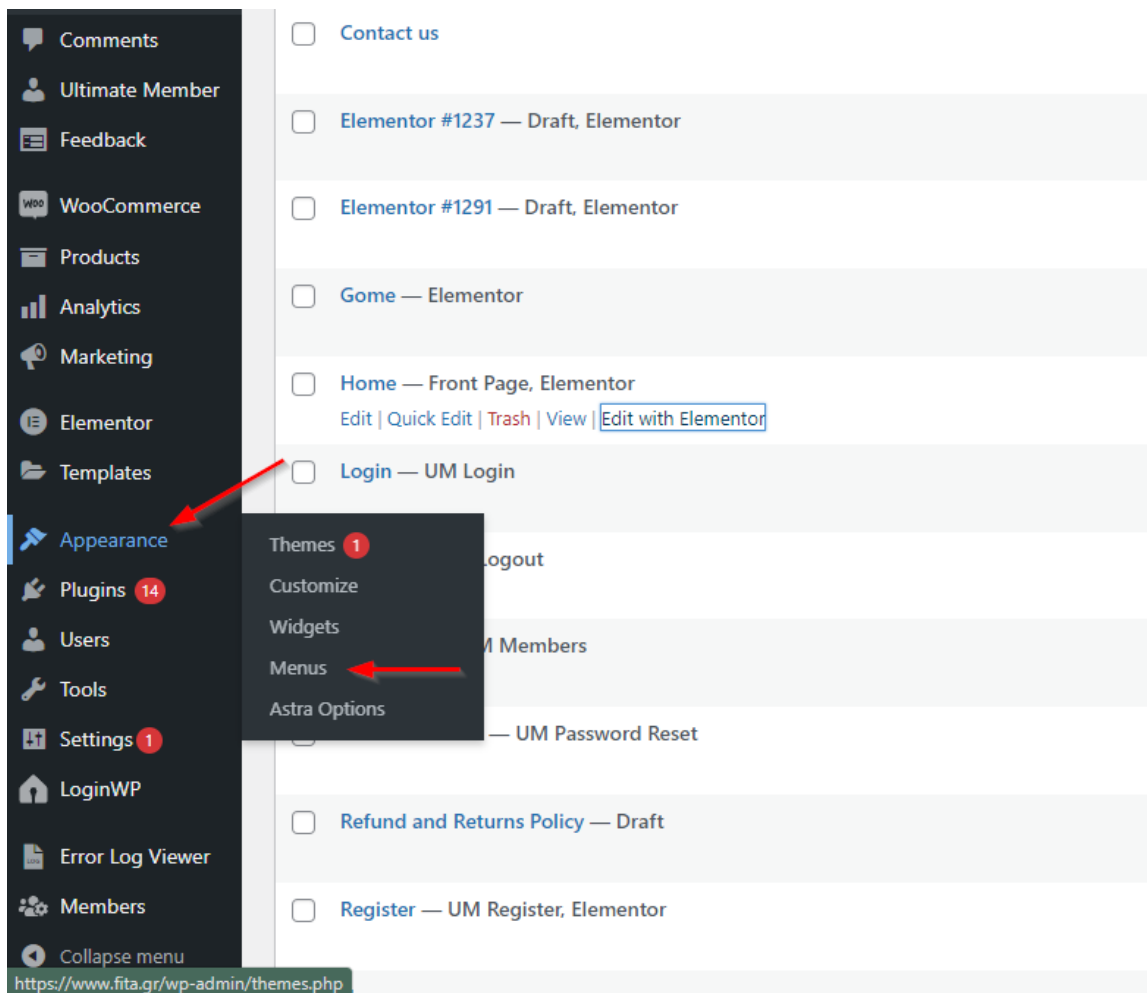 Comments
Ultimate Member
Feedback
WOO
WooCommerce
Products
Analytics
Marketing
Elementor
Templates
Appearance
Plugins 14
Users
Tools
Settings 1
LoginWP
LOG
Error Log Viewer
Members
Collapse menu
Themes 1
Customize
Widgets
Menus
Astra Options
Contact us
Elementor #1237 — Draft, Elementor
Elementor #1291 — Draft, Elementor
Gome — Elementor
Home — Front Page, Elementor
Edit | Quick Edit | Trash | View | Edit with Elementor
Login — UM Login
Logout
M Members
— UM Password Reset
Refund and Returns Policy — Draft
Register — UM Register, Elementor
https://www.fita.gr/wp-admin/themes.php